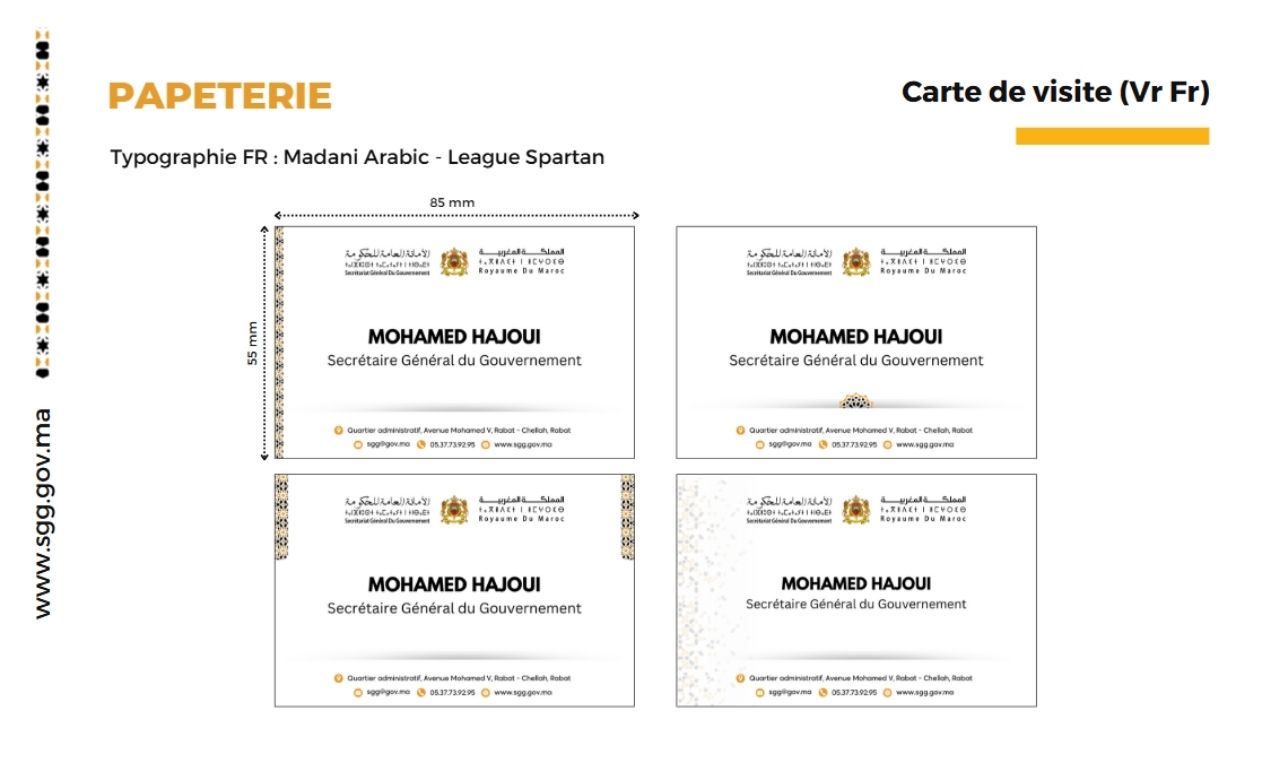 PAPETERIE
Carte de visite (Vr Fr)
Typographie FR : Madani Arabic - League Spartan
www.sgg.gov.ma
85 mm
55 mm
الأمانة العامة للحكومة
المملكة المغربية
Secrétariat Général Du Gouvernement
Royaume Du Maroc
MOHAMED HAJOUI
Secrétaire Général du Gouvernement
Quartier administratif, Avenue Mohamed V, Rabat - Chellah, Rabat
sgg@gov.ma 05.37.73.92.95 www.sgg.gov.ma
الأمانة العامة للحكومة
المملكة المغربية
Secrétariat Général Du Gouvernement
Royaume Du Maroc
MOHAMED HAJOUI
Secrétaire Général du Gouvernement
Quartier administratif, Avenue Mohamed V, Rabat - Chellah, Rabat
sgg@gov.ma 05.37.73.92.95 www.sgg.gov.ma
الأمانة العامة للحكومة
المملكة المغربية
Secrétariat Général Du Gouvernement
Royaume Du Maroc
MOHAMED HAJOUI
Secrétaire Général du Gouvernement
Quartier administratif, Avenue Mohamed V, Rabat - Chellah, Rabat
sgg@gov.ma 05.37.73.92.95 www.sgg.gov.ma
الأمانة العامة للحكومة
المملكة المغربية
Secrétariat Général Du Gouvernement
Royaume Du Maroc
MOHAMED HAJOUI
Secrétaire Général du Gouvernement
Quartier administratif, Avenue Mohamed V, Rabat - Chellah, Rabat
sgg@gov.ma 05.37.73.92.95 www.sgg.gov.ma